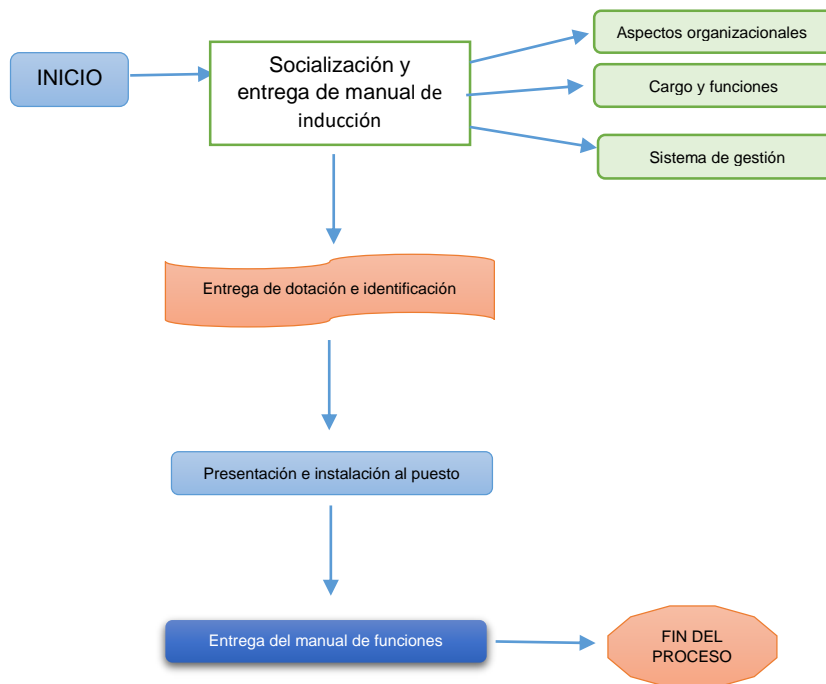 INICIO
Socialización y
entrega de manual de
inducción
Aspectos organizacionales
Cargo y funciones
Sistema de gestión
Entrega de dotación e identificación
Presentación e instalación al puesto
Entrega del manual de funciones
FIN DEL
PROCESO